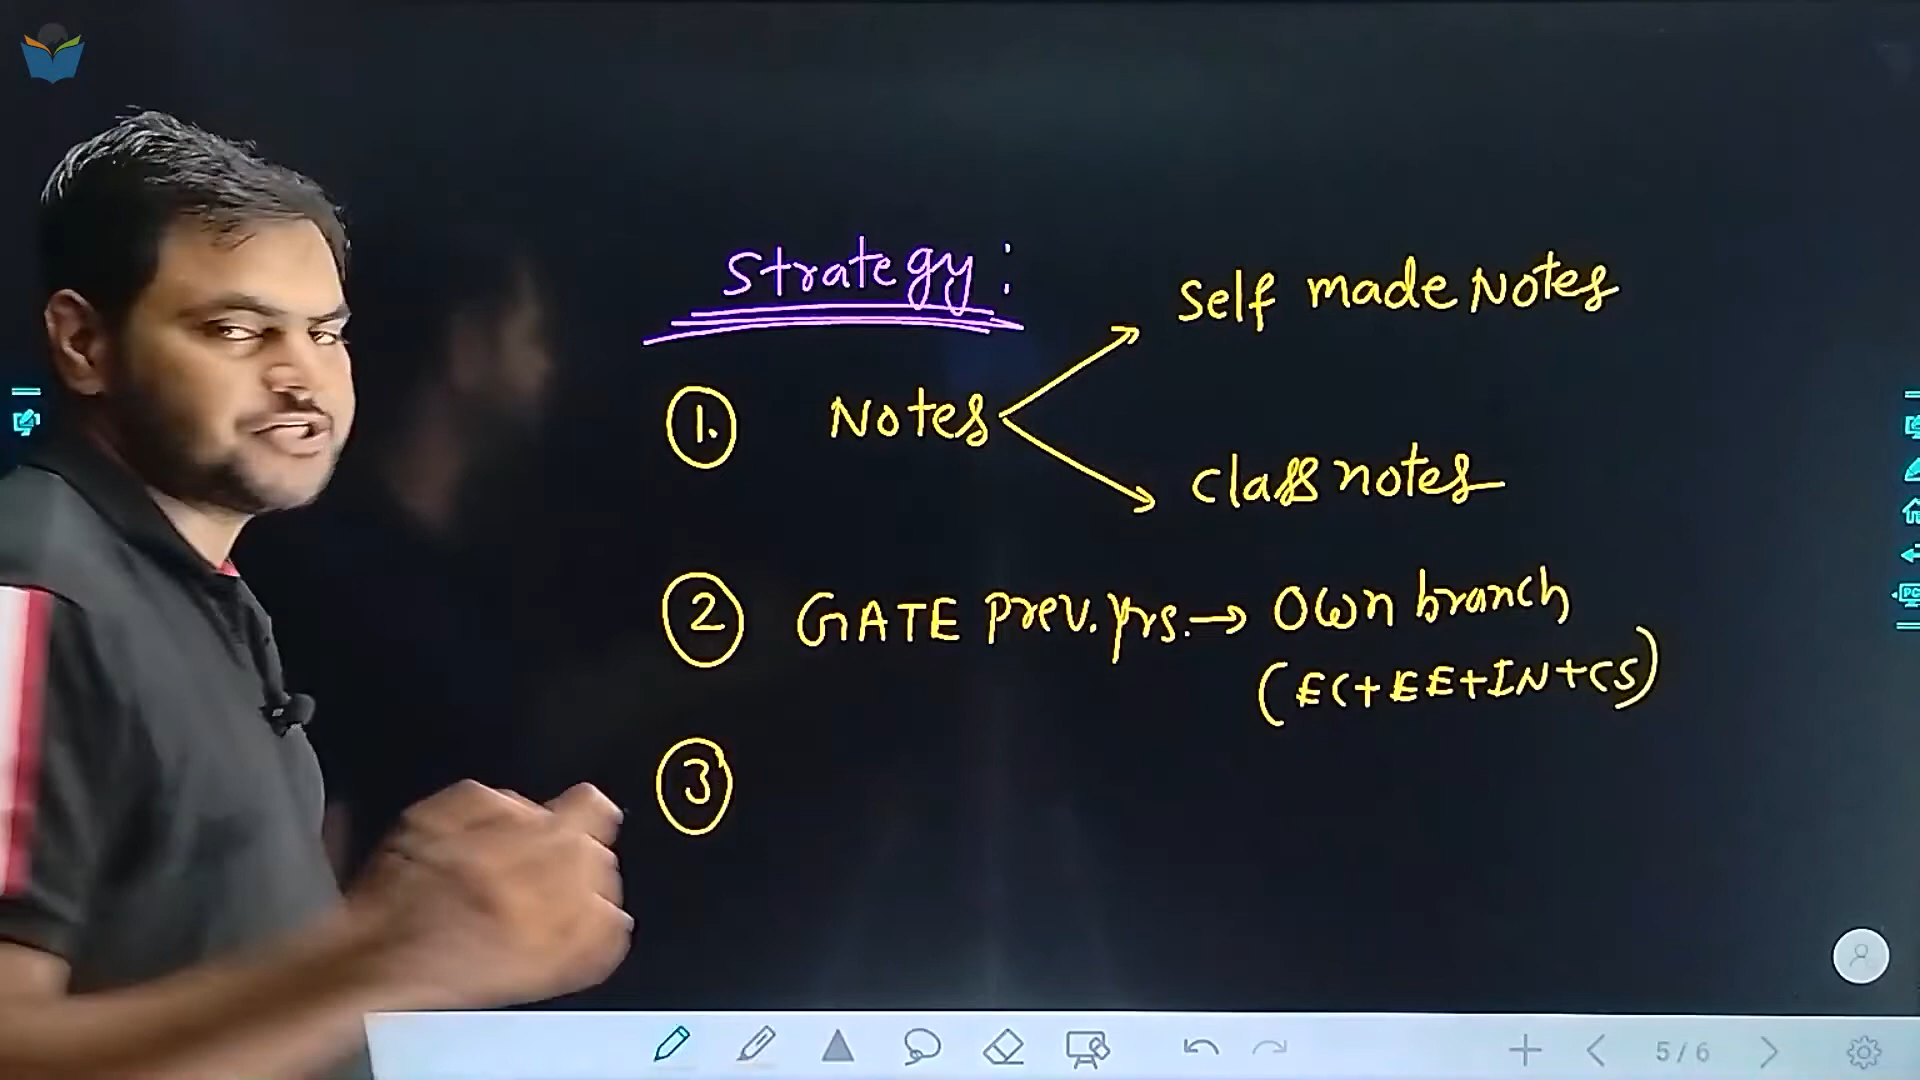 Strategy:
① Notes
Self made Notes
Class notes
② GATE Prev. yrs. → Own branch
(EC+EE+IN+CS)
③
5/6